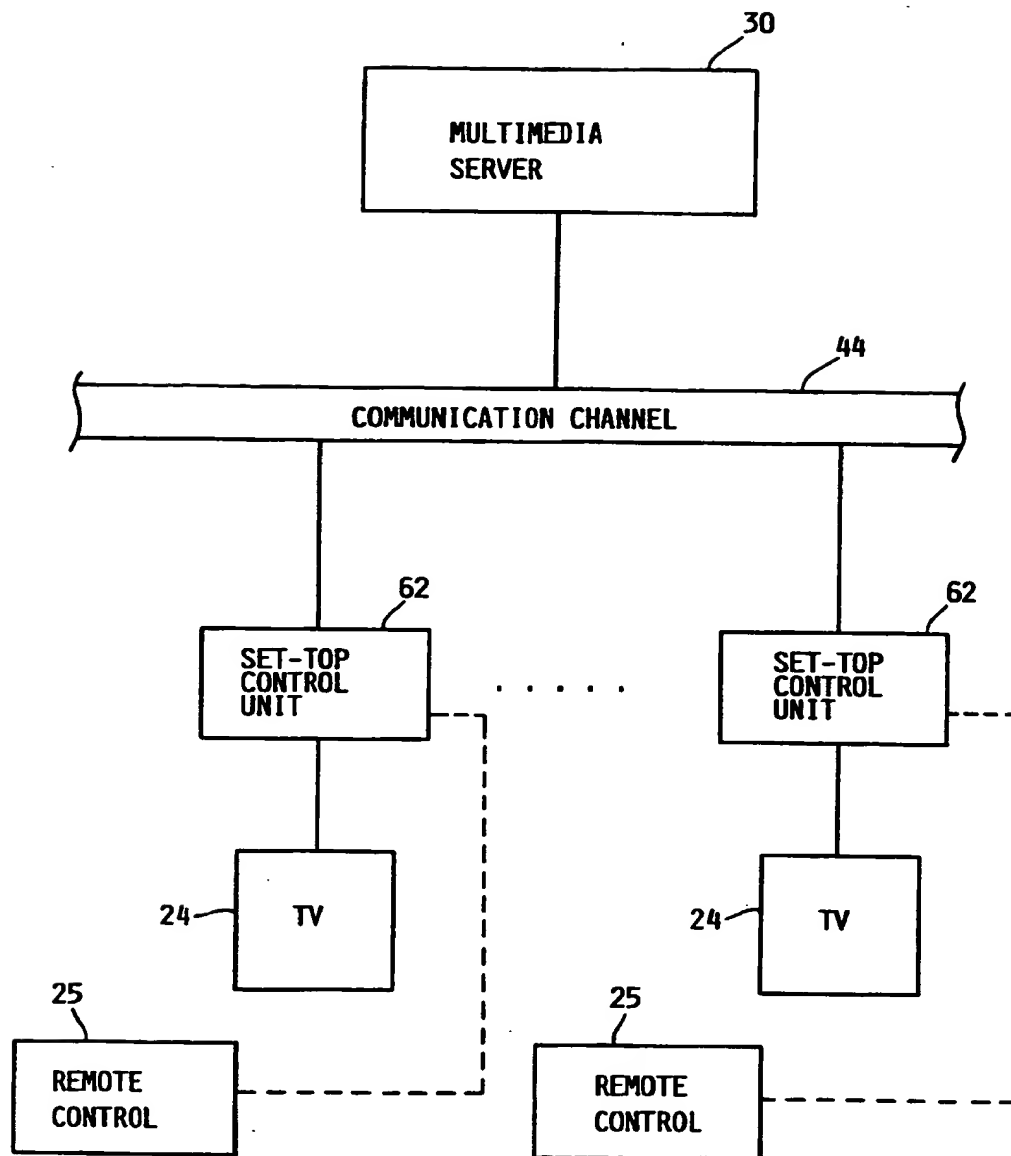 30
MULTIMEDIA
SERVER
44
COMMUNICATION CHANNEL
62
62
SET-TOP
CONTROL
UNIT
SET-TOP
CONTROL
UNIT
24
TV
24
TV
25
25
REMOTE
CONTROL
REMOTE
CONTROL